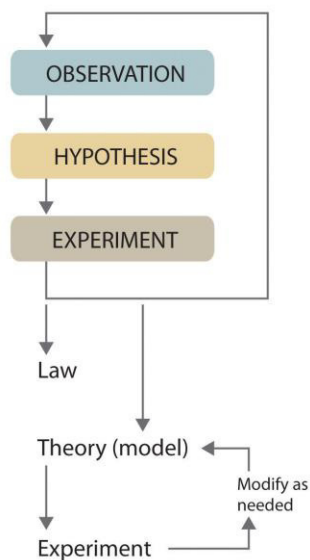 OBSERVATION
HYPOTHESIS
EXPERIMENT
Law
Theory (model)
Modify as
needed
Experiment